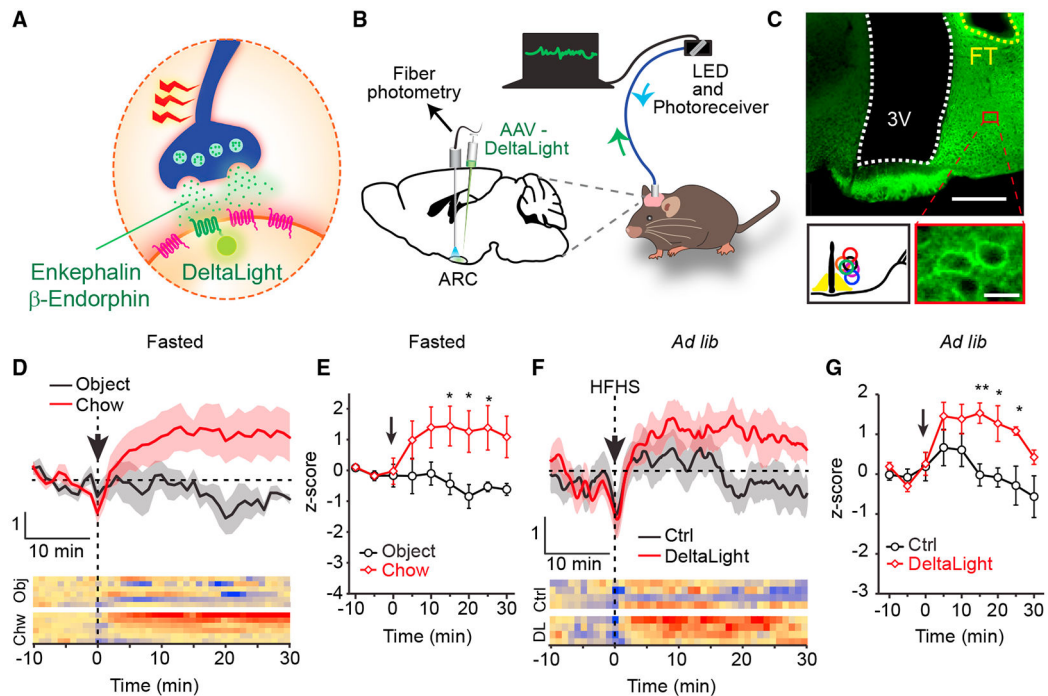 A
Enkephalin
β-Endorphin
DeltaLight
B
Fiber
photometry
AAV -
DeltaLight
LED
and
Photoreceiver
ARC
C
FT
3V
Fasted
D
Object
Chow
1
10 min
Obj
Chw
-10 0 10 20 30
Time (min)
Fasted
E
* * *
z-score
2
1
0
-1
-2
-3
-4
Object
Chow
-10 0 10 20 30
Time (min)
Ad lib
F
HFHS
1
10 min
Ctrl
DeltaLight
Ctrl
DL
-10 0 10 20 30
Time (min)
Ad lib
G
** * *
z-score
2
1
0
-1
-2
-3
Ctrl
DeltaLight
-10 0 10 20 30
Time (min)